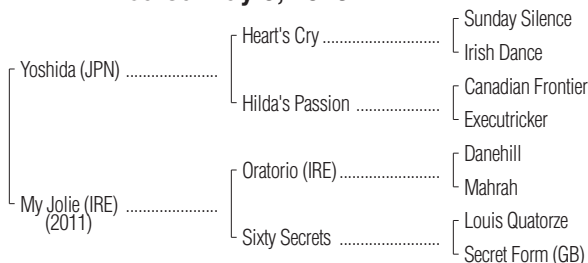 Sunday Silence
Heart's Cry
Irish Dance
Yoshida (JPN)
Canadian Frontier
Hilda's Passion
Executricker
Danehill
Oratorio (IRE)
Mahrah
My Jolie (IRE)
(2011)
Louis Quatorze
Sixty Secrets
Secret Form (GB)